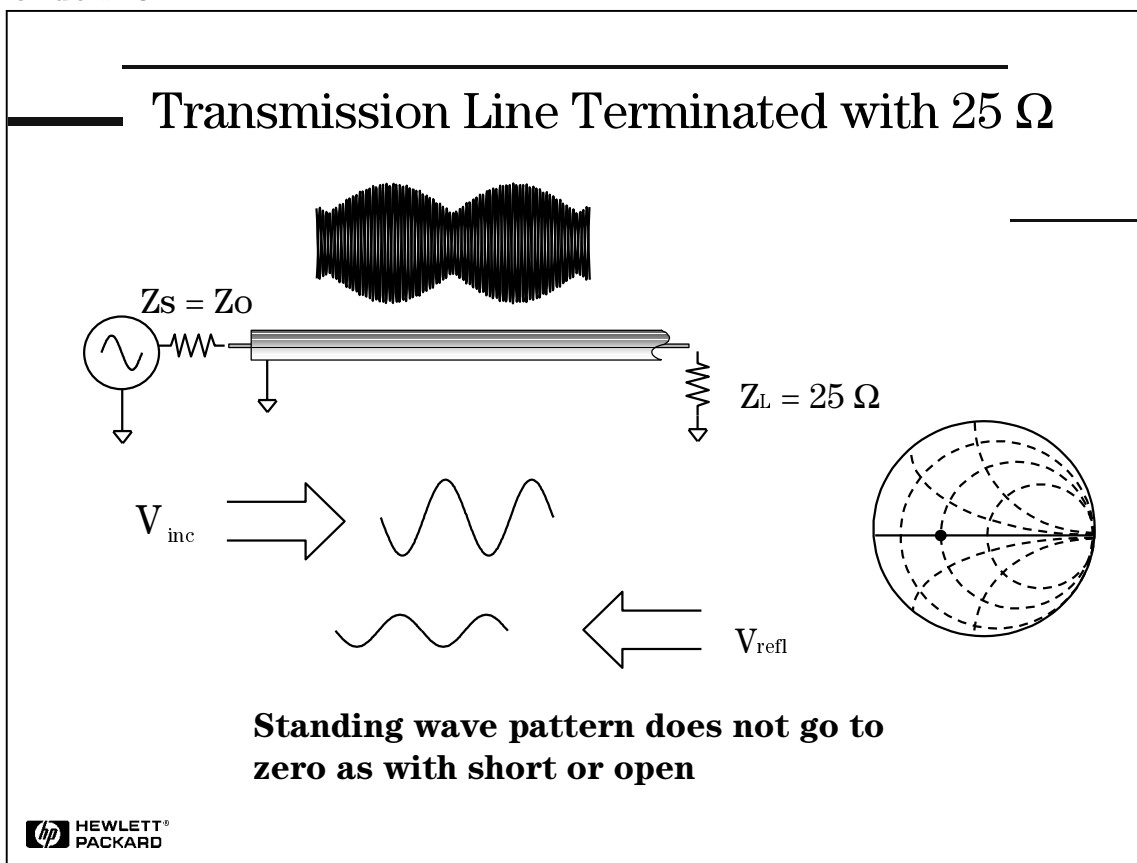 Transmission Line Terminated with 25 Ω
Zs = Zo
ZL = 25 Ω
V inc
Vrefl
Standing wave pattern does not go to
zero as with short or open
hp HEWLETT®
PACKARD